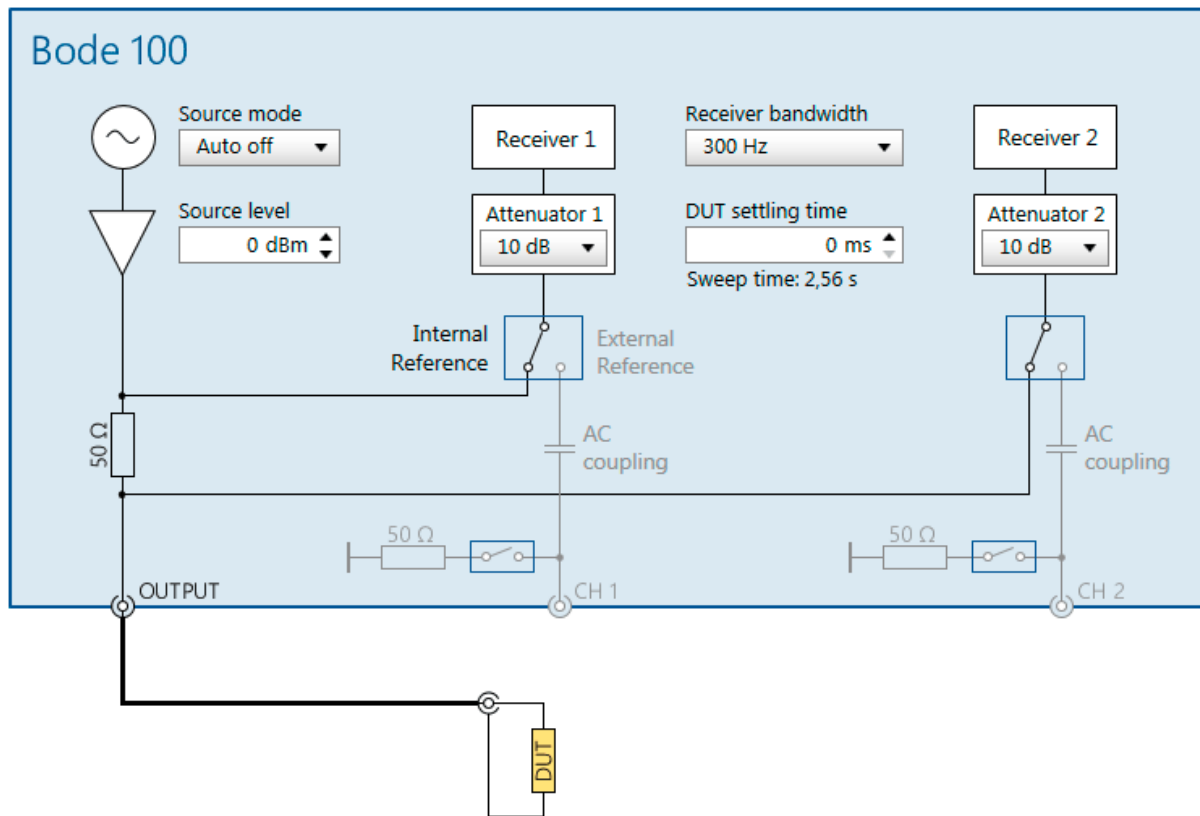 Bode 100
Source mode
Auto off
Source level
0 dBm
Receiver 1
Attenuator 1
10 dB
Receiver bandwidth
300 Hz
DUT settling time
0 ms
Sweep time: 2,56 s
Receiver 2
Attenuator 2
10 dB
Internal
Reference
External
Reference
50 Ω
AC
coupling
AC
coupling
50 Ω
50 Ω
OUTPUT
CH 1
CH 2
DUT